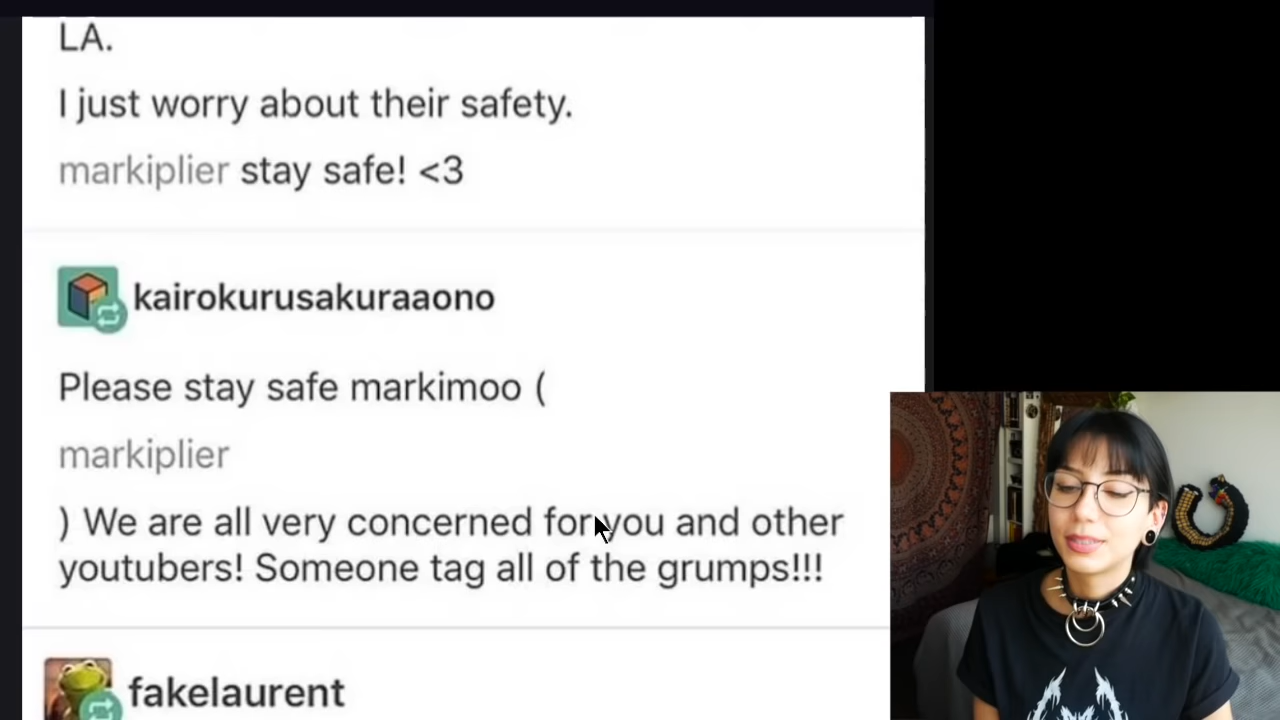 LA.
I just worry about their safety.
markiplier stay safe! <3
kairokurusakuraaono
Please stay safe markimoo (
markiplier
) We are all very concerned for you and other
youtubers! Someone tag all of the grumps!!!
fakelaurent